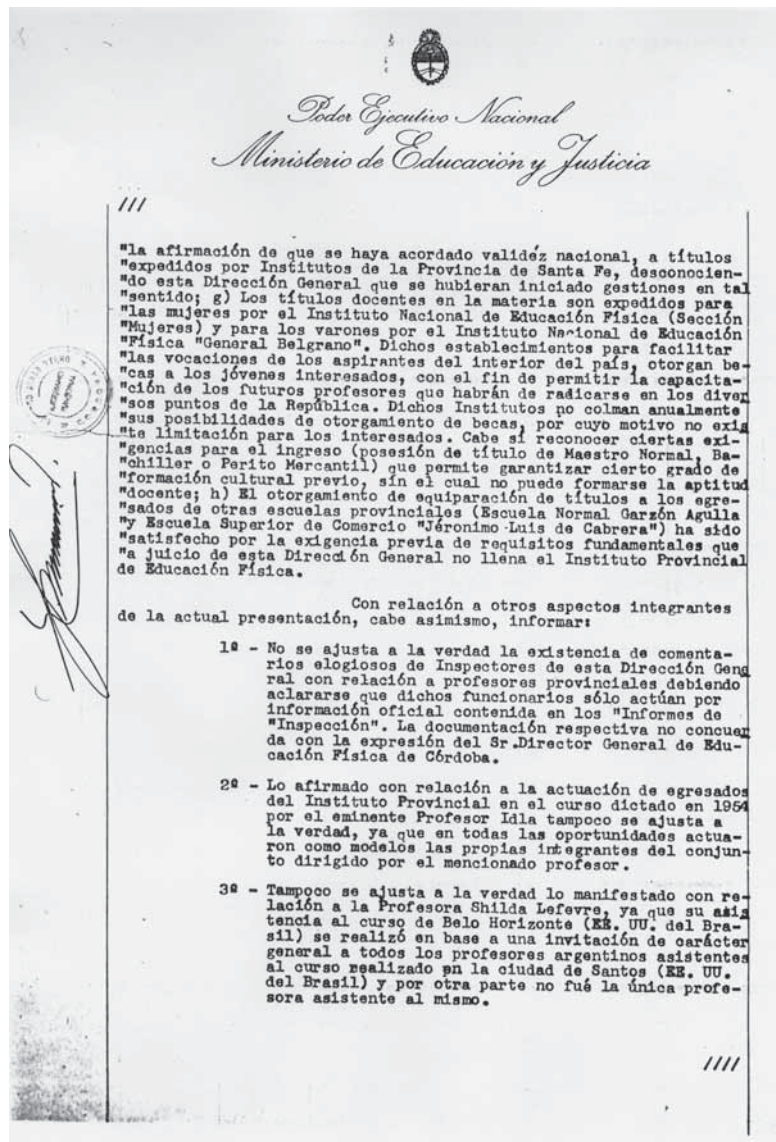 Poder Ejecutivo Nacional
Ministerio de Educación y Justicia
///
"la afirmación de que se haya acordado validéz nacional, a títulos
"expedidos por Institutos de la Provincia de Santa Fe, desconocien-
"do esta Dirección General que se hubieran iniciado gestiones en tal
"sentido; g) Los títulos docentes en la materia son expedidos para
"las mujeres por el Instituto Nacional de Educación Física (Sección
"Mujeres) y para los varones por el Instituto Nacional de Educación
"Física "General Belgrano". Dichos establecimientos para facilitar
"las vocaciones de los aspirantes del interior del país, otorgan be-
"cas a los jóvenes interesados, con el fin de permitir la capacita-
"ción de los futuros profesores que habrán de radicarse en los diver
"sos puntos de la República. Dichos Institutos no colman anualmente
"sus posibilidades de otorgamiento de becas, por cuyo motivo no exis
"te limitación para los interesados. Cabe sí reconocer ciertas exi-
"gencias para el ingreso (posesión de título de Maestro Normal, Ba-
"chiller o Perito Mercantil) que permite garantizar cierto grado de
"formación cultural previo, sin el cual no puede formarse la aptitud
"docente; h) El otorgamiento de equiparación de títulos a los egre-
"sados de otras escuelas provinciales (Escuela Normal Garzón Agulla
"y Escuela Superior de Comercio "Jéronimo Luis de Cabrera") ha sido
"satisfecho por la exigencia previa de requisitos fundamentales que
"a juicio de esta Dirección General no llena el Instituto Provincial
de Educación Física.
Con relación a otros aspectos integrantes
de la actual presentación, cabe asimismo, informar:
1º - No se ajusta a la verdad la existencia de comenta-
rios elogiosos de Inspectores de esta Dirección Gene
ral con relación a profesores provinciales debiendo
aclararse que dichos funcionarios sólo actúan por
información oficial contenida en los "Informes de
"Inspección". La documentación respectiva no concuer
da con la expresión del Sr.Director General de Edu-
cación Física de Córdoba.
2º - Lo afirmado con relación a la actuación de egresados
del Instituto Provincial en el curso dictado en 1954
por el eminente Profesor Idla tampoco se ajusta a
la verdad, ya que en todas las oportunidades actua-
ron como modelos las propias integrantes del conjun-
to dirigido por el mencionado profesor.
3º - Tampoco se ajusta a la verdad lo manifestado con re-
lación a la Profesora Shilda Lefevre, ya que su asis
tencia al curso de Belo Horizonte (EE. UU. del Bra-
sil) se realizó en base a una invitación de carácter
general a todos los profesores argentinos asistentes
al curso realizado en la ciudad de Santos (EE. UU.
del Brasil) y por otra parte no fué la única profe-
sora asistente al mismo.
////